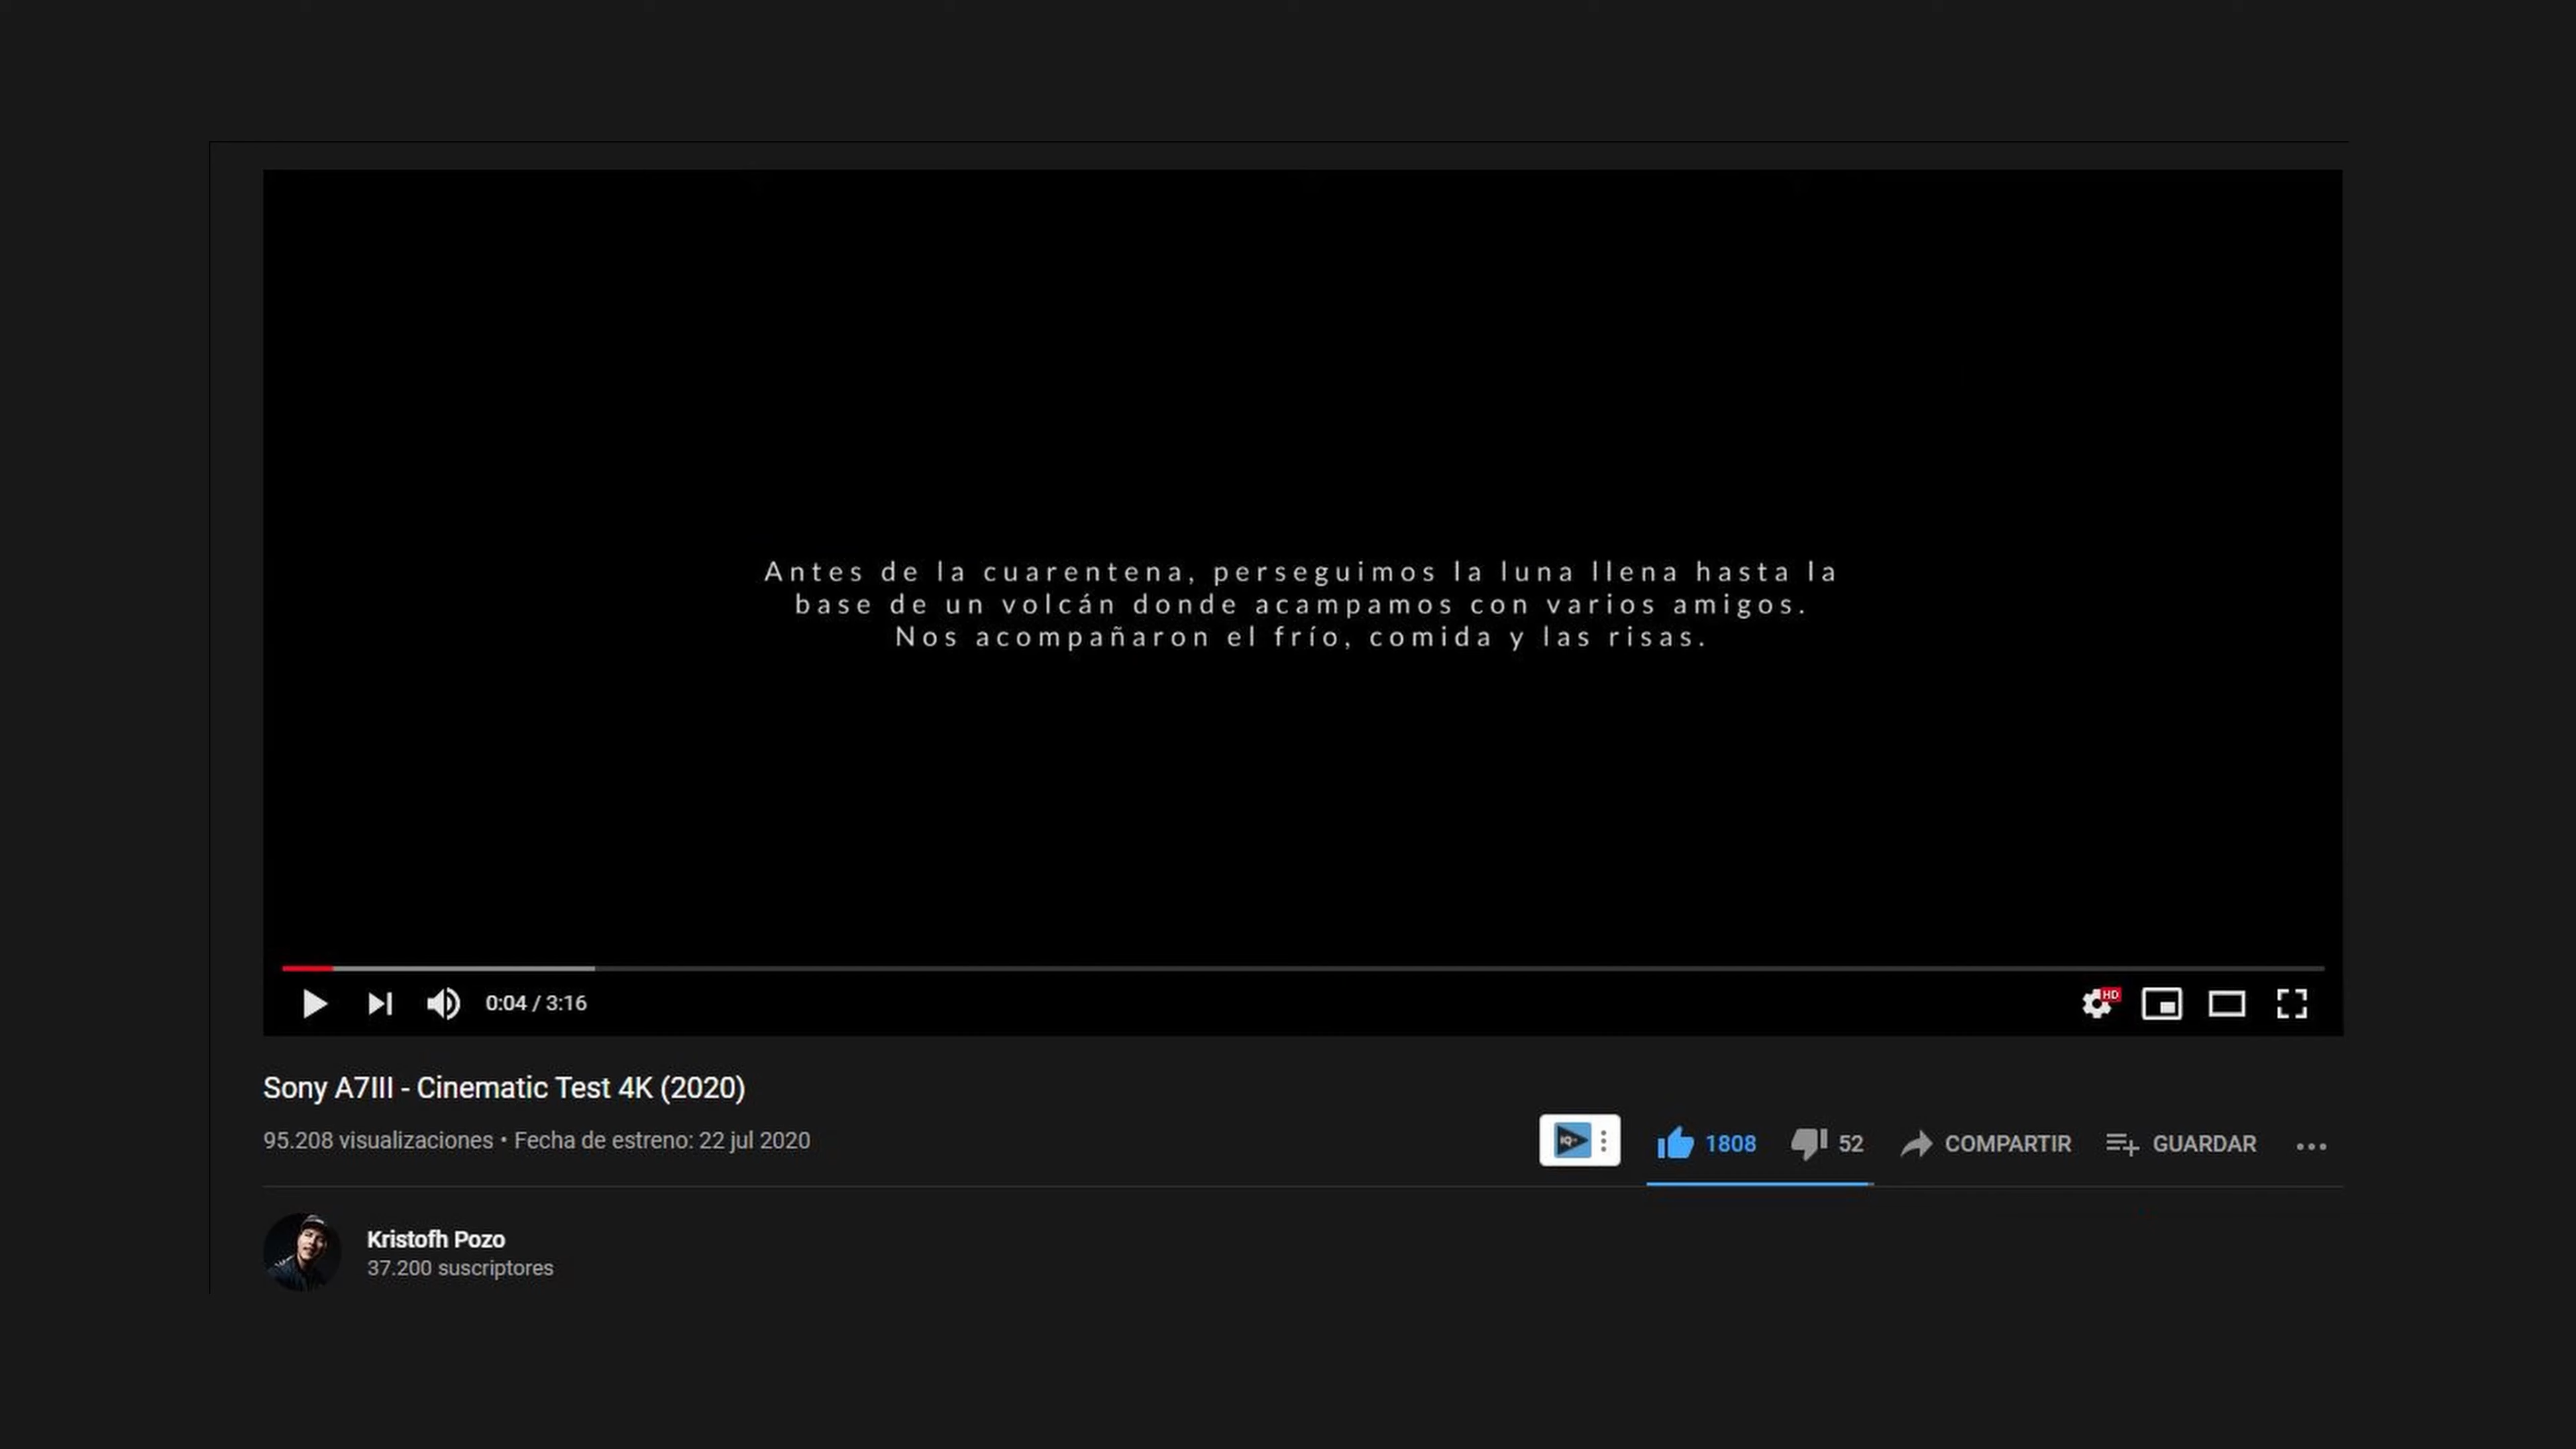 Antes de la cuarentena, perseguimos la luna llena hasta la
base de un volcán donde acampamos con varios amigos.
Nos acompañaron el frío, comida y las risas.
0:04 / 3:16
HD
Sony A7III - Cinematic Test 4K (2020)
95.208 visualizaciones • Fecha de estreno: 22 jul 2020
IQ
1808
52
COMPARTIR
GUARDAR
Kristofh Pozo
37.200 suscriptores